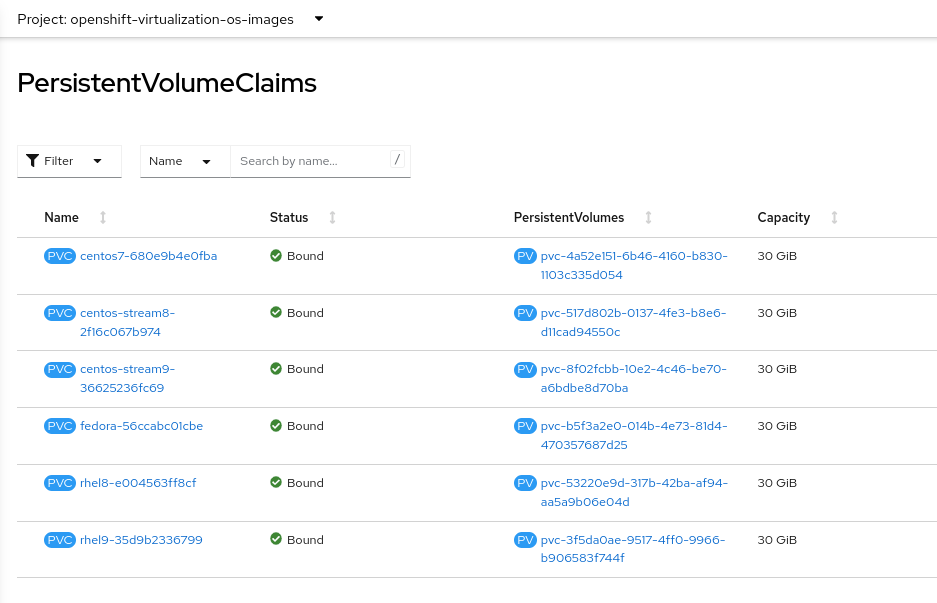 Project: openshift-virtualization-os-images
PersistentVolumeClaims
Filter Name Search by name... /
Name Status PersistentVolumes Capacity
PVC centos7-680e9b4e0fba Bound PV pvc-4a52e151-6b46-4160-b830-
1103c335d054 30 GiB
PVC centos-stream8- Bound PV pvc-517d802b-0137-4fe3-b8e6- 30 GiB
2f16c067b974 d11cad94550c
PVC centos-stream9- Bound PV pvc-8f02fcbb-10e2-4c46-be70- 30 GiB
36625236fc69 a6bdbe8d70ba
PVC fedora-56ccabc01cbe Bound PV pvc-b5f3a2e0-014b-4e73-81d4- 30 GiB
470357687d25
PVC rhel8-e004563ff8cf Bound PV pvc-53220e9d-317b-42ba-af94- 30 GiB
aa5a9b06e04d
PVC rhel9-35d9b2336799 Bound PV pvc-3f5da0ae-9517-4ff0-9966- 30 GiB
b906583f744f